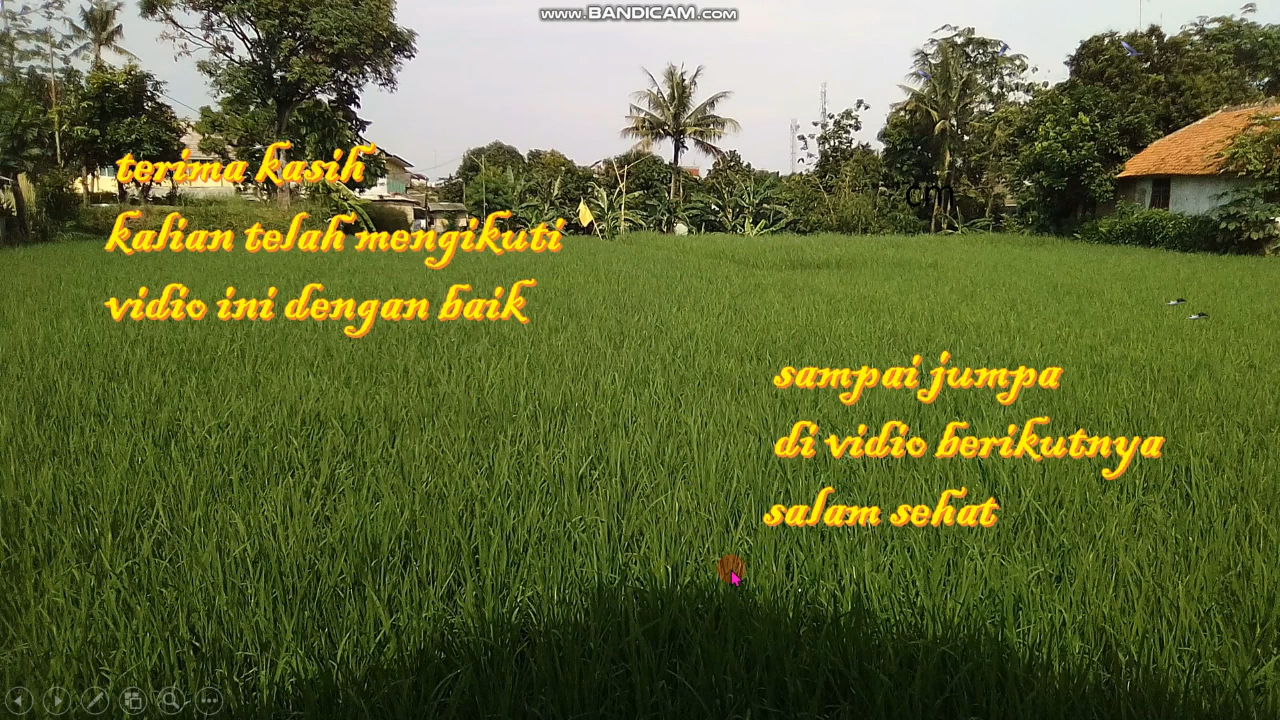 www.BANDICAM.com
terima kasih
kalian telah mengikuti
vidio ini dengan baik
cm
sampai jumpa
di vidio berikutnya
salam sehat